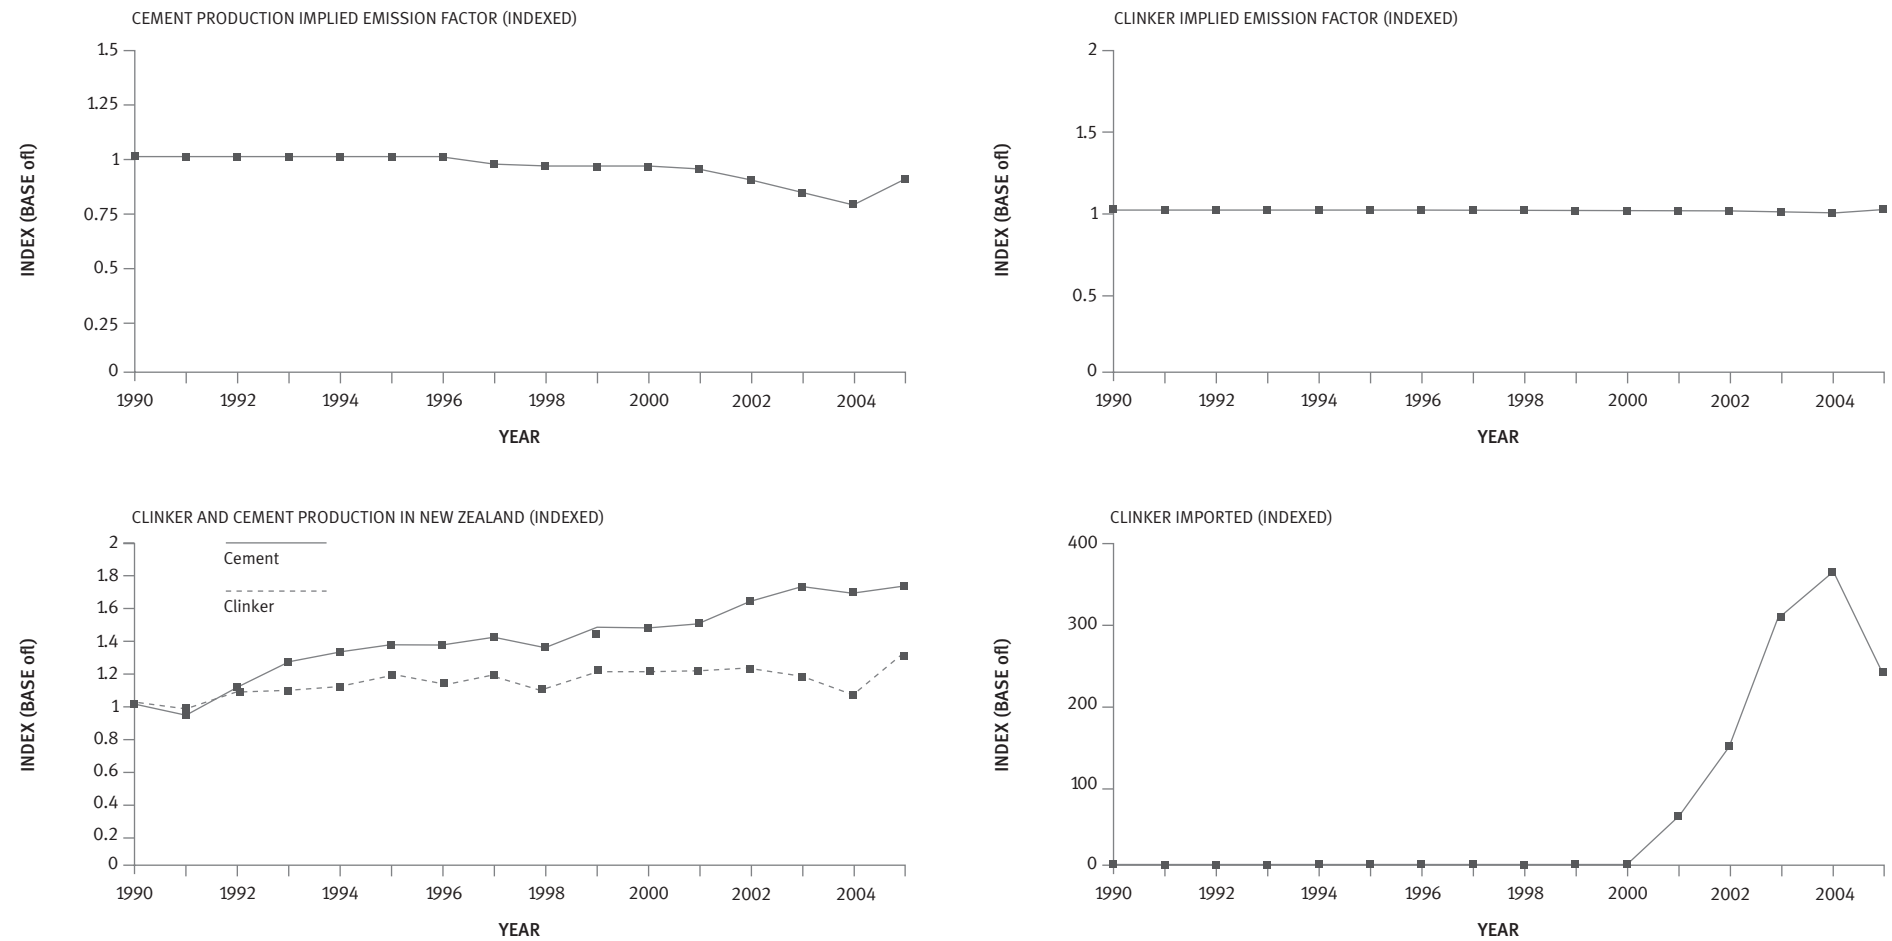 CEMENT PRODUCTION IMPLIED EMISSION FACTOR (INDEXED)
1.5
1.25
1
0.75
0.5
0.25
0
INDEX (BASE ofl)
1990 1992 1994 1996 1998 2000 2002 2004
YEAR
CLINKER IMPLIED EMISSION FACTOR (INDEXED)
2
1.5
1
0.5
0
INDEX (BASE ofl)
1990 1992 1994 1996 1998 2000 2002 2004
YEAR
CLINKER AND CEMENT PRODUCTION IN NEW ZEALAND (INDEXED)
Cement
Clinker
2
1.8
1.6
1.4
1.2
1
0.8
0.6
0.4
0.2
0
INDEX (BASE ofl)
1990 1992 1994 1996 1998 2000 2002 2004
YEAR
CLINKER IMPORTED (INDEXED)
400
300
200
100
0
INDEX (BASE ofl)
1990 1992 1994 1996 1998 2000 2002 2004
YEAR